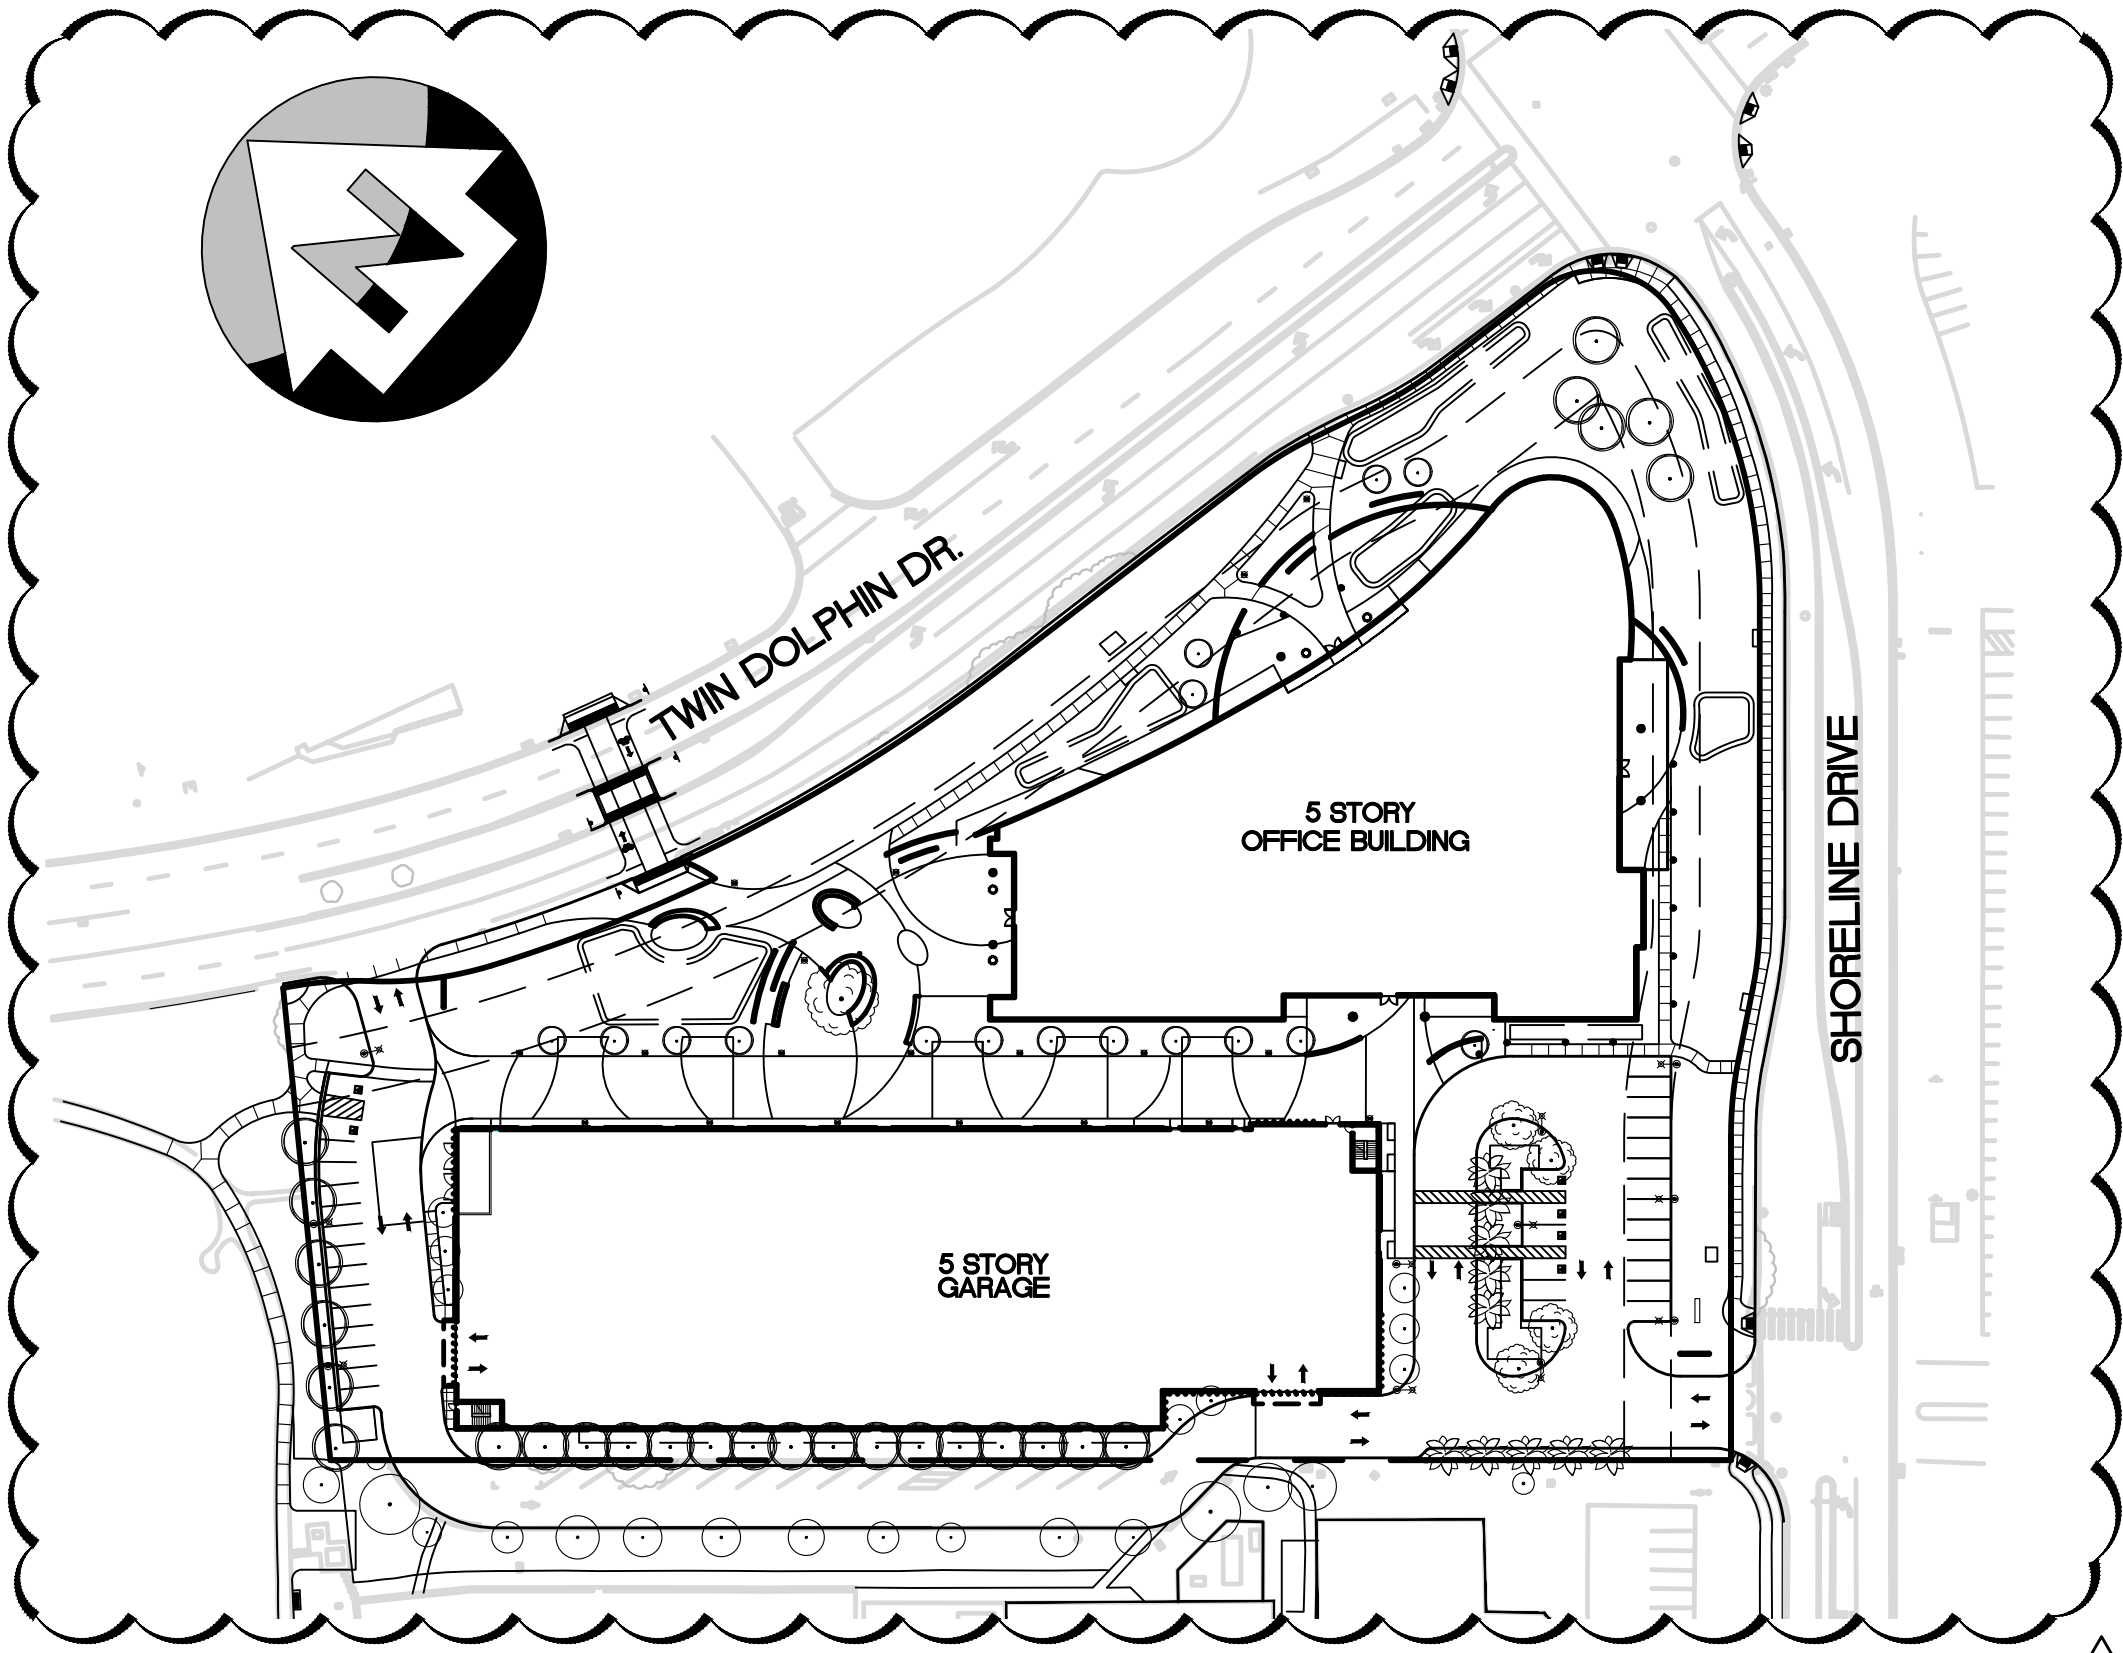 N
TWIN DOLPHIN DR.
5 STORY
OFFICE BUILDING
SHORELINE DRIVE
5 STORY
GARAGE